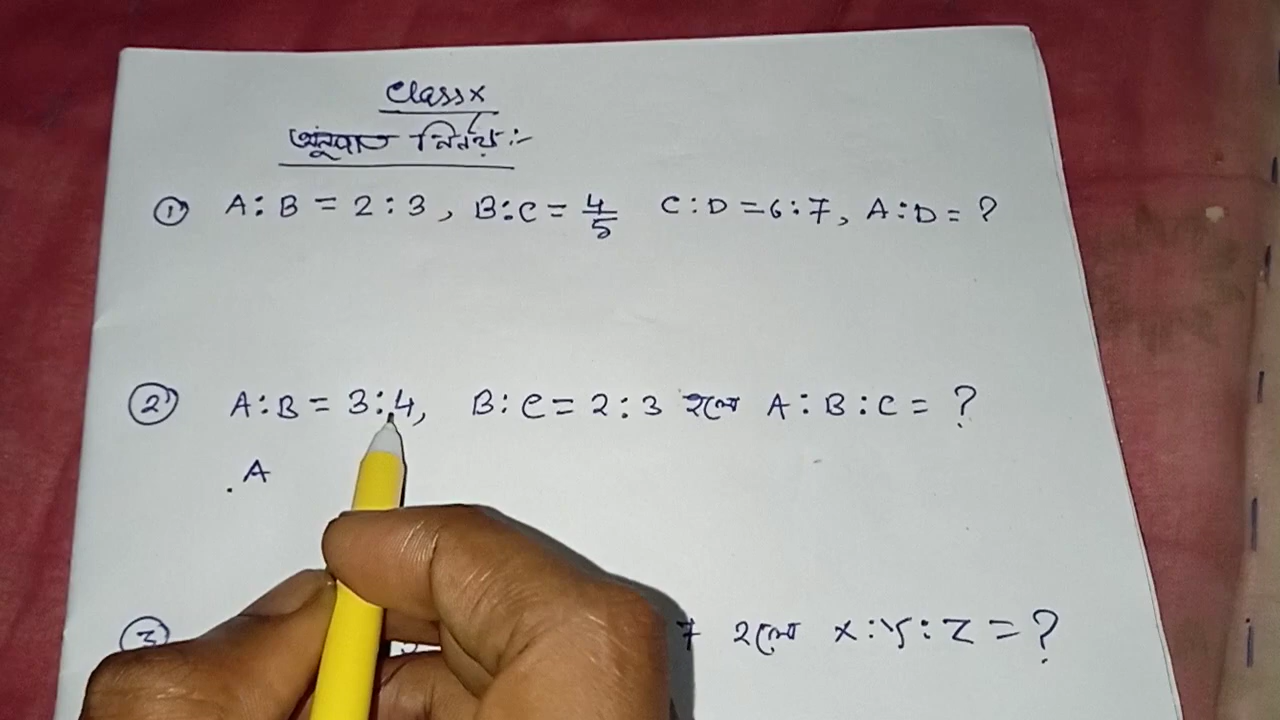 Class X
অনুপাত নির্ণয় :-
① A : B = 2 : 3 , B : C = 4/5 C : D = 6 : 7 , A : D = ?
② A : B = 3 : 4 , B : C = 2 : 3 হলে A : B : C = ?
. A
③ 7 হলে x : y : z = ?